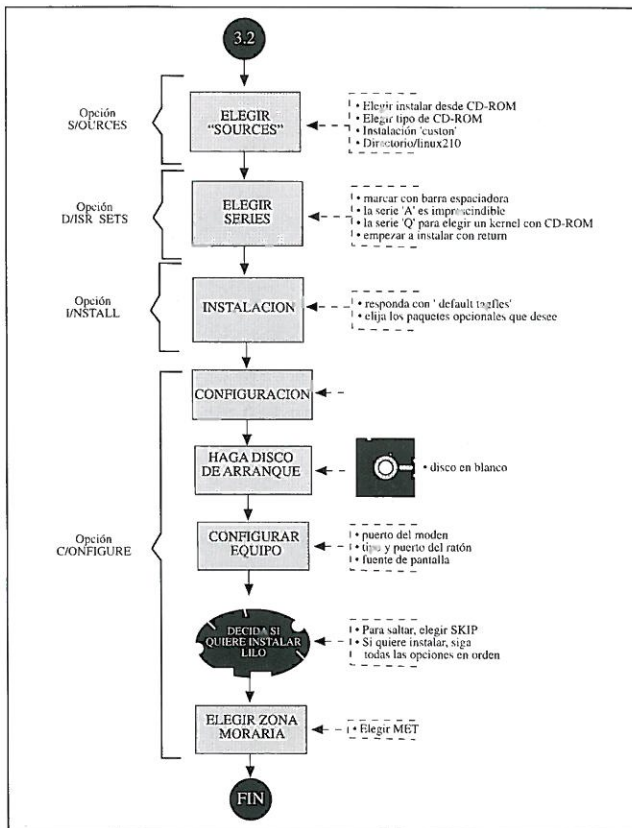 3.2
Opción
S/OURCES
ELEGIR
"SOURCES"
• Elegir instalar desde CD-ROM
• Elegir tipo de CD-ROM
• Instalación 'custon'
• Directorio/linux210
Opción
D/ISR SETS
ELEGIR
SERIES
• marcar con barra espaciadora
• la serie 'A' es imprescindible
• la serie 'Q' para elegir un kernel con CD-ROM
• empezar a instalar con return
Opción
I/NSTALL
INSTALACION
• responda con ' default tagfles'
• elija los paquetes opcionales que desee
Opción
C/ONFIGURE
CONFIGURACION
HAGA DISCO
DE ARRANQUE
• disco en blanco
CONFIGURAR
EQUIPO
• puerto del moden
• tipo y puerto del ratón
• fuente de pantalla
DECIDA SI
QUIERE INSTALAR
LILO
• Para saltar, elegir SKIP
• Si quiere instalar, siga
todas las opciones en orden
ELEGIR ZONA
MORARIA
• Elegir MET
FIN